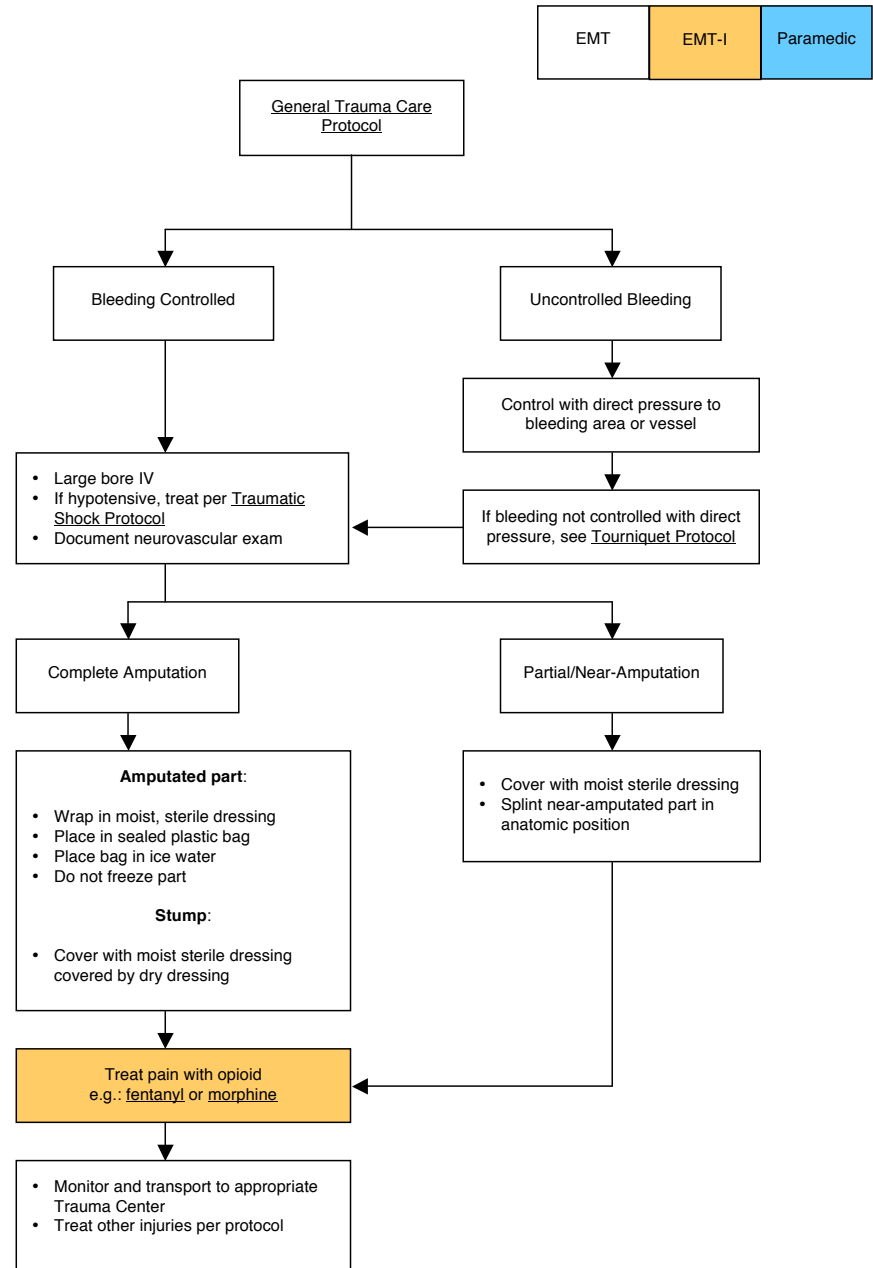 EMT
EMT-I
Paramedic
General Trauma Care
Protocol
Bleeding Controlled
Uncontrolled Bleeding
Control with direct pressure to
bleeding area or vessel
• Large bore IV
• If hypotensive, treat per Traumatic
Shock Protocol
• Document neurovascular exam
If bleeding not controlled with direct
pressure, see Tourniquet Protocol
Complete Amputation
Partial/Near-Amputation
Amputated part:
• Wrap in moist, sterile dressing
• Place in sealed plastic bag
• Place bag in ice water
• Do not freeze part
Stump:
• Cover with moist sterile dressing
covered by dry dressing
• Cover with moist sterile dressing
• Splint near-amputated part in
anatomic position
Treat pain with opioid
e.g.: fentanyl or morphine
• Monitor and transport to appropriate
Trauma Center
• Treat other injuries per protocol